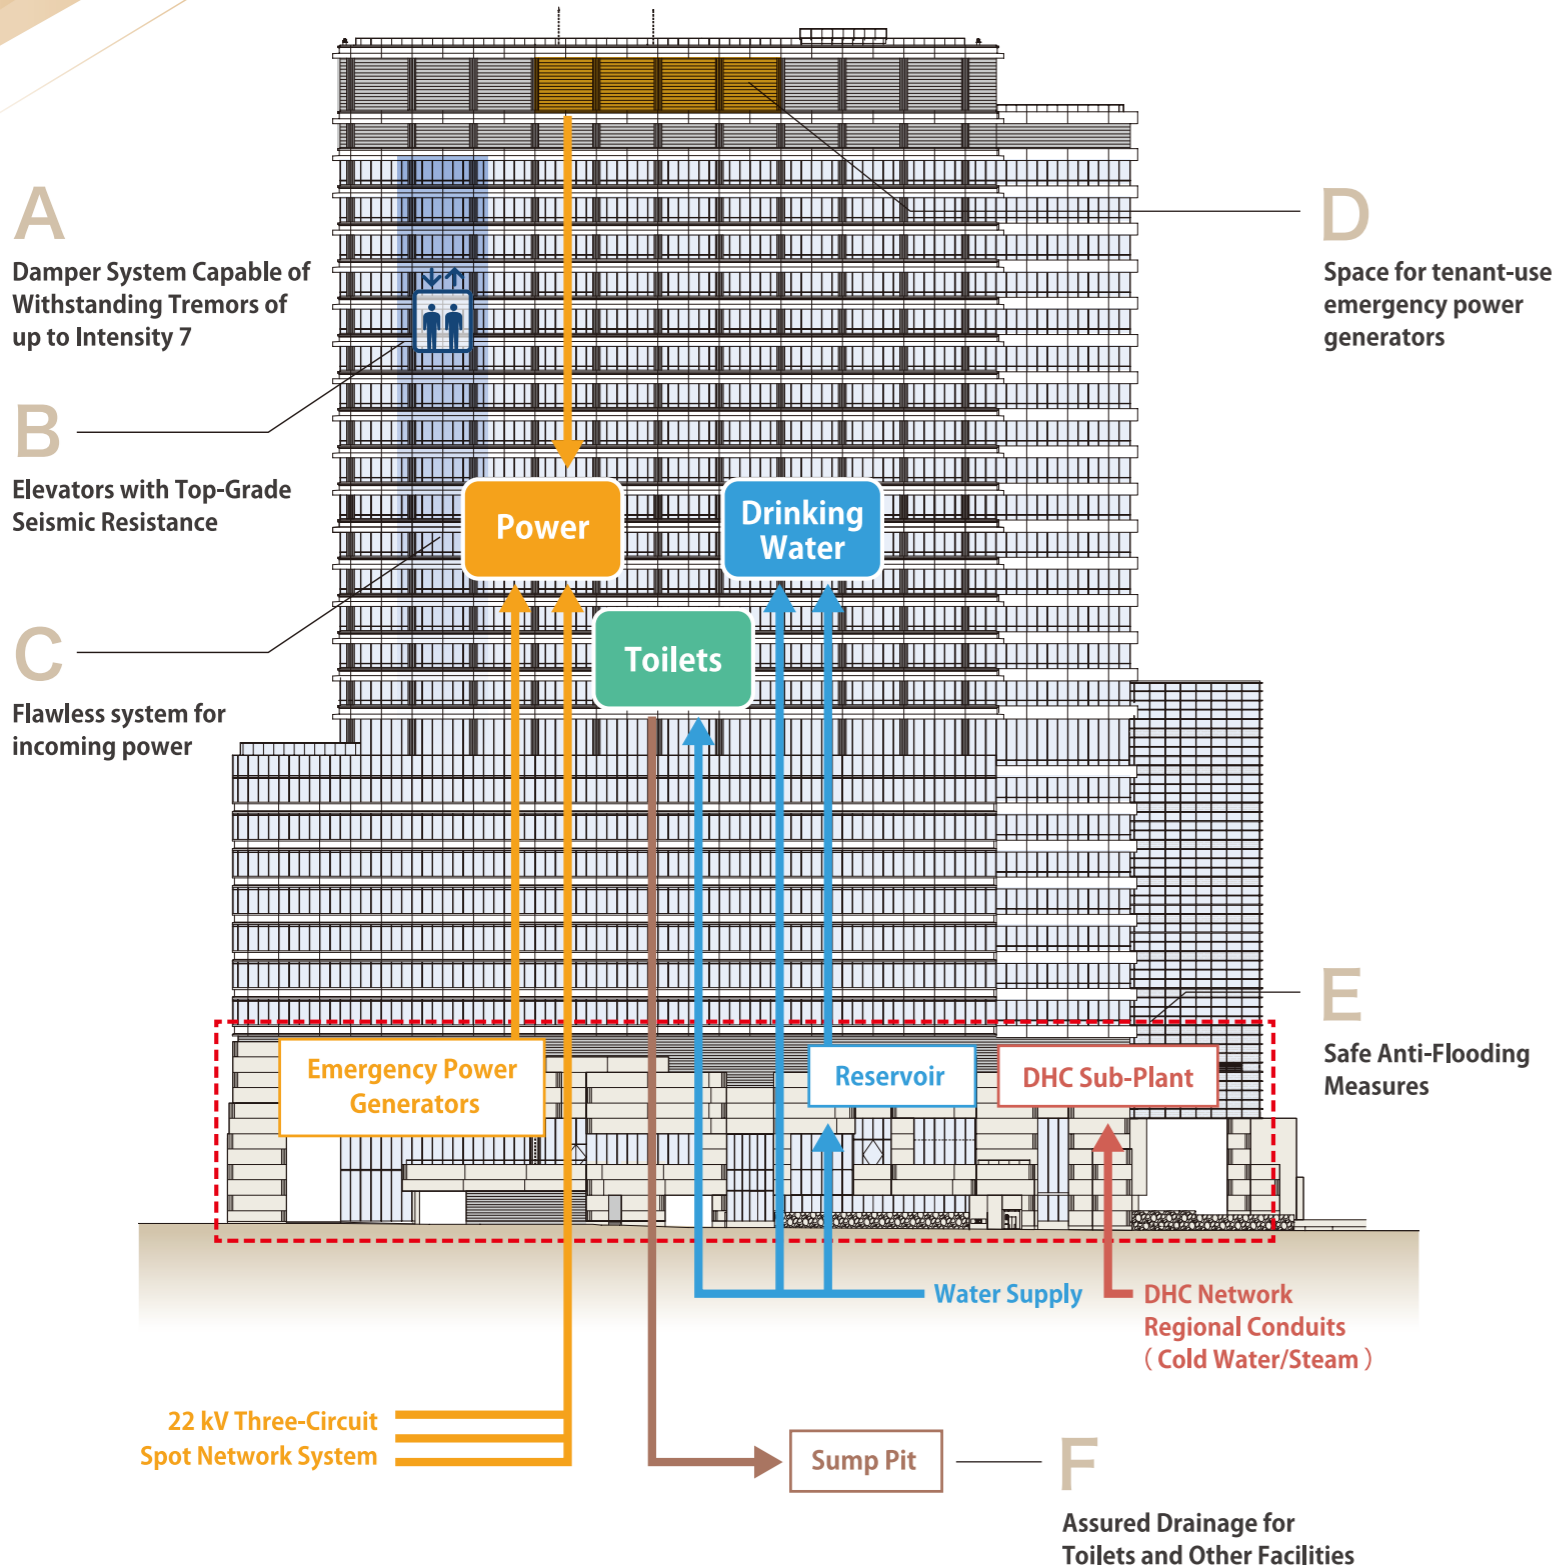 A
Damper System Capable of
Withstanding Tremors of
up to Intensity 7
B
Elevators with Top-Grade
Seismic Resistance
C
Flawless system for
incoming power
D
Space for tenant-use
emergency power
generators
Power
Drinking
Water
Toilets
E
Safe Anti-Flooding
Measures
Emergency Power
Generators
Reservoir
DHC Sub-Plant
Water Supply
DHC Network
Regional Conduits
( Cold Water/Steam )
22 kV Three-Circuit
Spot Network System
Sump Pit
F
Assured Drainage for
Toilets and Other Facilities